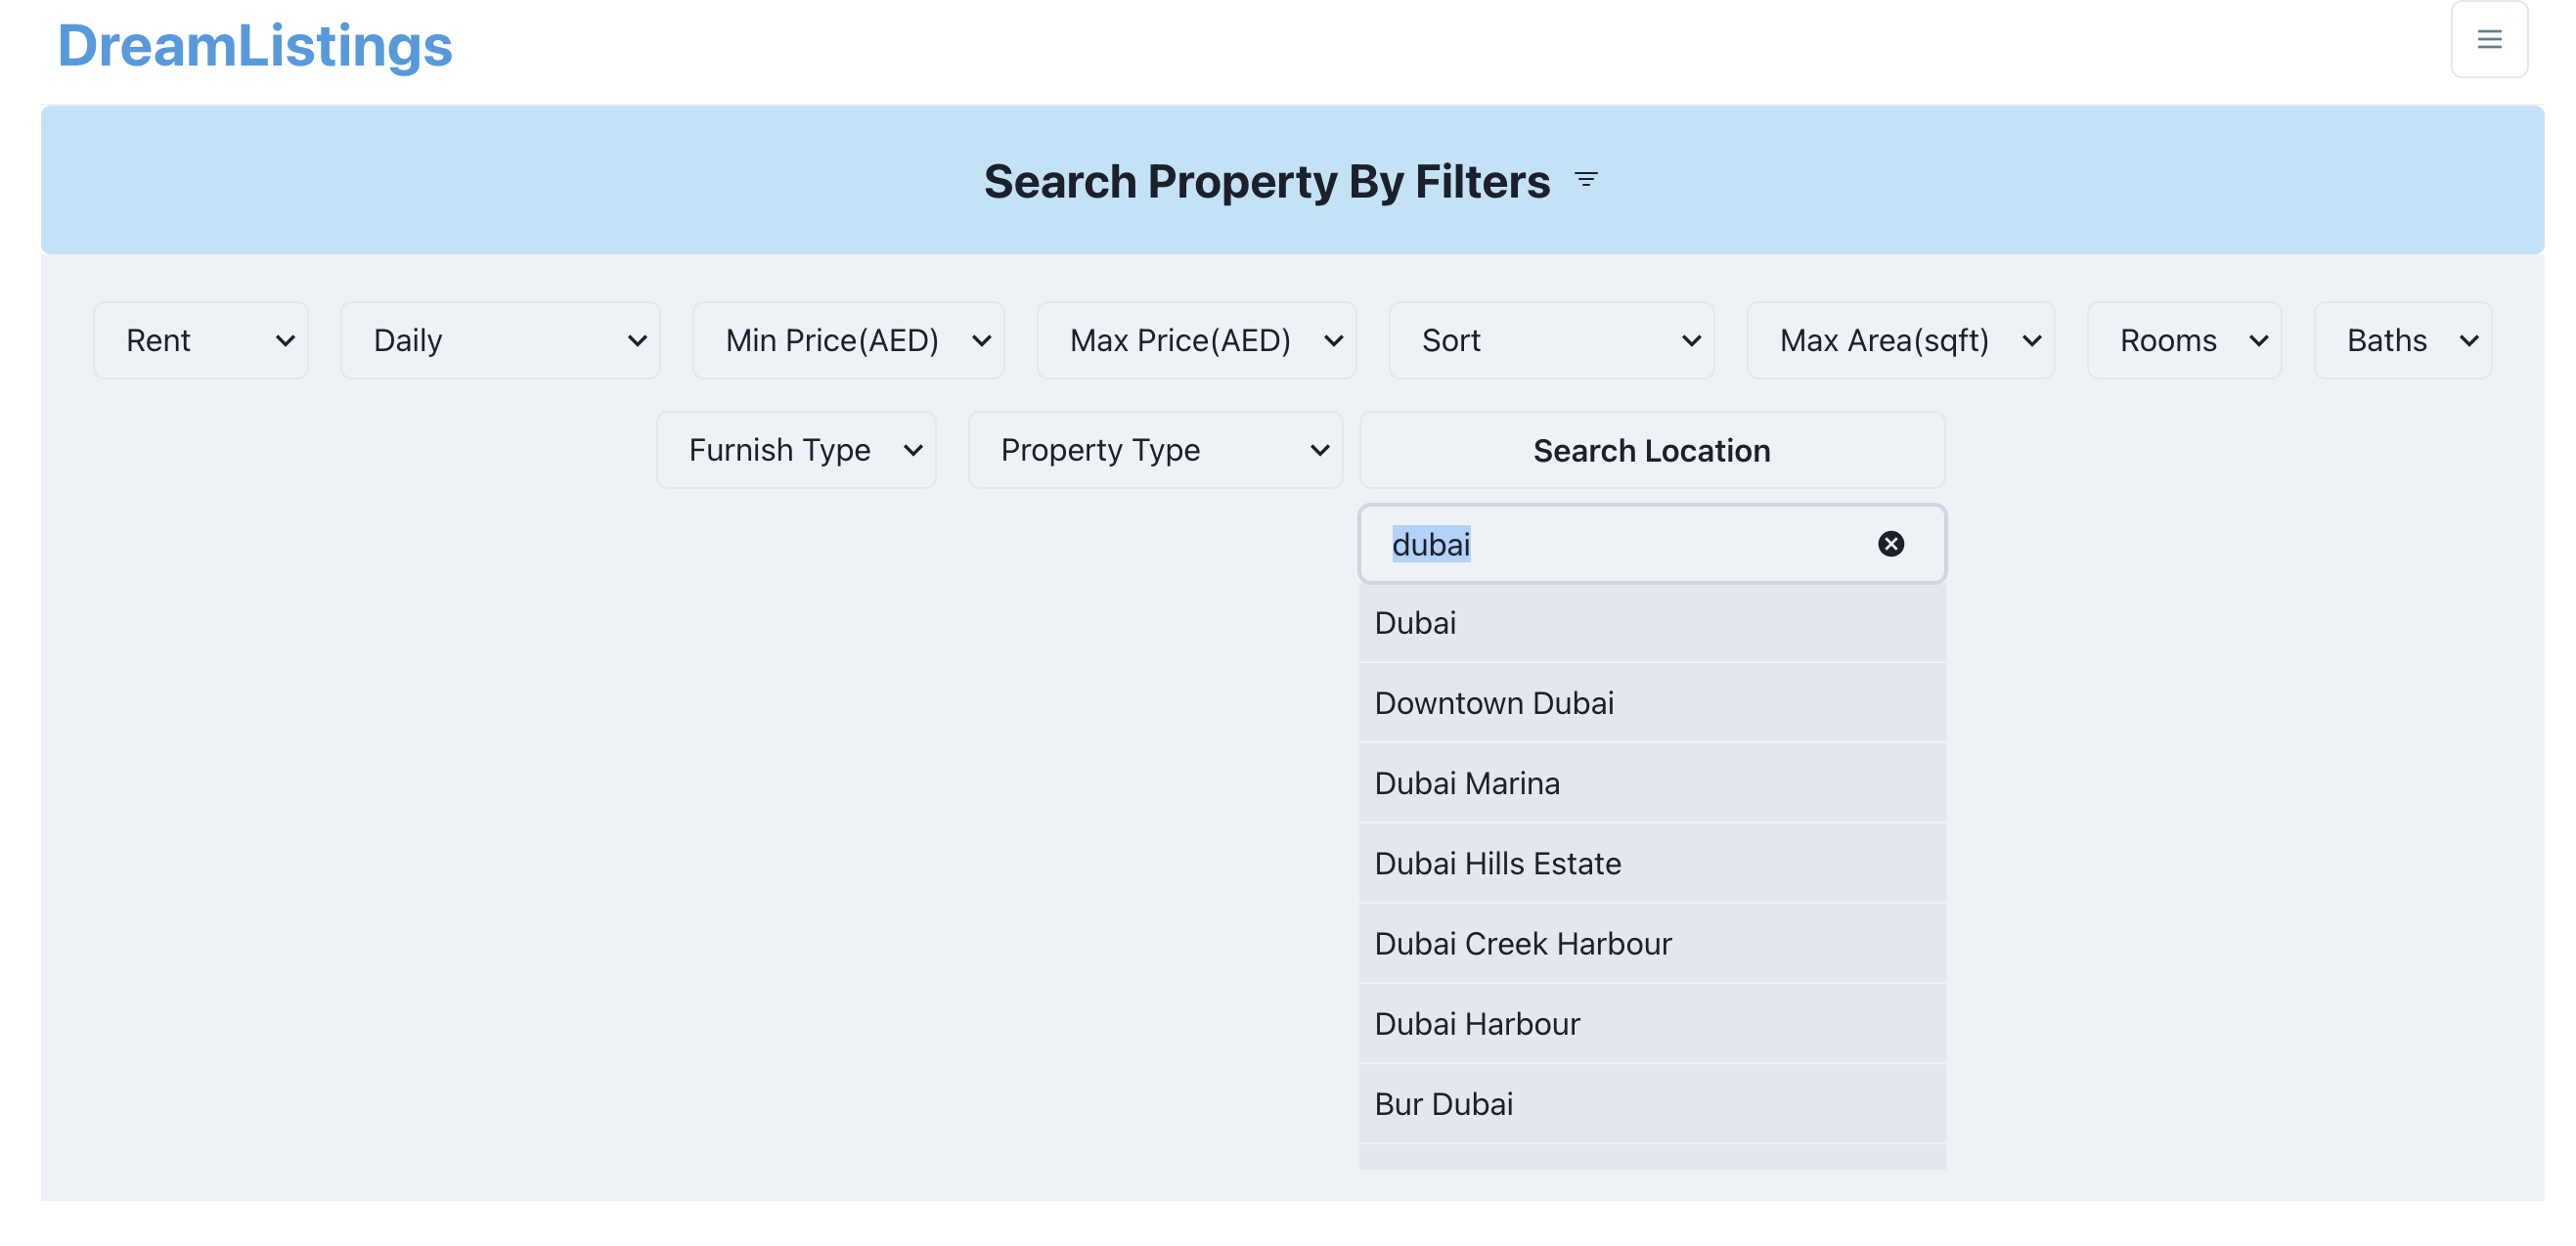 DreamListings
Search Property By Filters
Rent Daily Min Price(AED) Max Price(AED) Sort Max Area(sqft) Rooms Baths
Furnish Type Property Type Search Location
dubai
Dubai
Downtown Dubai
Dubai Marina
Dubai Hills Estate
Dubai Creek Harbour
Dubai Harbour
Bur Dubai